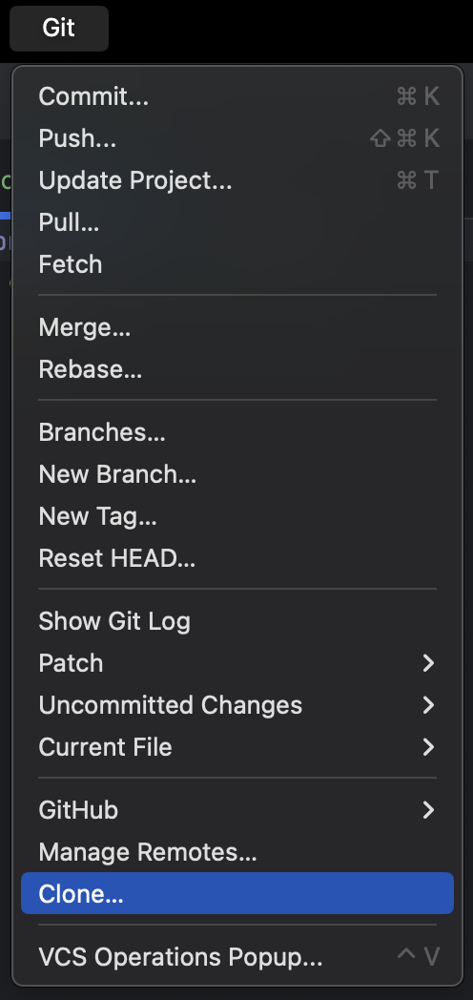 Git
Commit... ⌘ K
Push... ⇧ ⌘ K
Update Project... ⌘ T
Pull...
Fetch
Merge...
Rebase...
Branches...
New Branch...
New Tag...
Reset HEAD...
Show Git Log
Patch
Uncommitted Changes
Current File
GitHub
Manage Remotes...
Clone...
VCS Operations Popup... ^ V